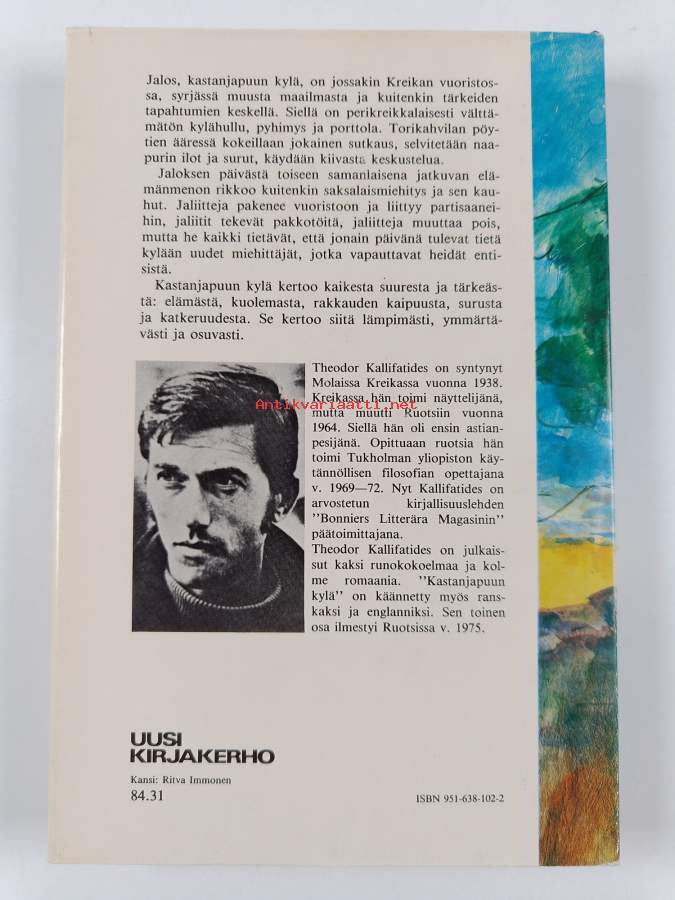 Jalos, kastanjapuun kylä, on jossakin Kreikan vuoristos-
sa, syrjässä muusta maailmasta ja kuitenkin tärkeiden
tapahtumien keskellä. Siellä on perikreikkalaisesti välttä-
mätön kylähullu, pyhimys ja porttola. Torikahvilan pöy-
tien ääressä kokeillaan jokainen sutkaus, selvitetään naa-
purin ilot ja surut, käydään kiivasta keskustelua.
Jaloksen päivästä toiseen samanlaisena jatkuvan elä-
mänmenon rikkoo kuitenkin saksalaismiehitys ja sen kau-
hut. Jaliitteja pakenee vuoristoon ja liittyy partisaanei-
hin, jaliitit tekevät pakkotöitä, jaliitteja muuttaa pois,
mutta he kaikki tietävät, että jonain päivänä tulevat tietä
kylään uudet miehittäjät, jotka vapauttavat heidät enti-
sistä.
Kastanjapuun kylä kertoo kaikesta suuresta ja tärkeäs-
tä: elämästä, kuolemasta, rakkauden kaipuusta, surusta
ja katkeruudesta. Se kertoo siitä lämpimästi, ymmärtä-
västi ja osuvasti.
Theodor Kallifatides on syntynyt
Molaissa Kreikassa vuonna 1938.
Kreikassa hän toimi näyttelijänä,
mutta muutti Ruotsiin vuonna
1964. Siellä hän oli ensin astian-
pesijänä. Opittuaan ruotsia hän
toimi Tukholman yliopiston käy-
tännöllisen filosofian opettajana
v. 1969—72. Nyt Kallifatides on
arvostetun kirjallisuuslehden
"Bonniers Litterära Magasinin"
päätoimittajana.
Theodor Kallifatides on julkais-
sut kaksi runokokoelmaa ja kol-
me romaania. "Kastanjapuun
kylä" on käännetty myös rans-
kaksi ja englanniksi. Sen toinen
osa ilmestyi Ruotsissa v. 1975.
Antikvariaatti.net
UUSI
KIRJAKERHO
Kansi: Ritva Immonen
84.31
ISBN 951-638-102-2